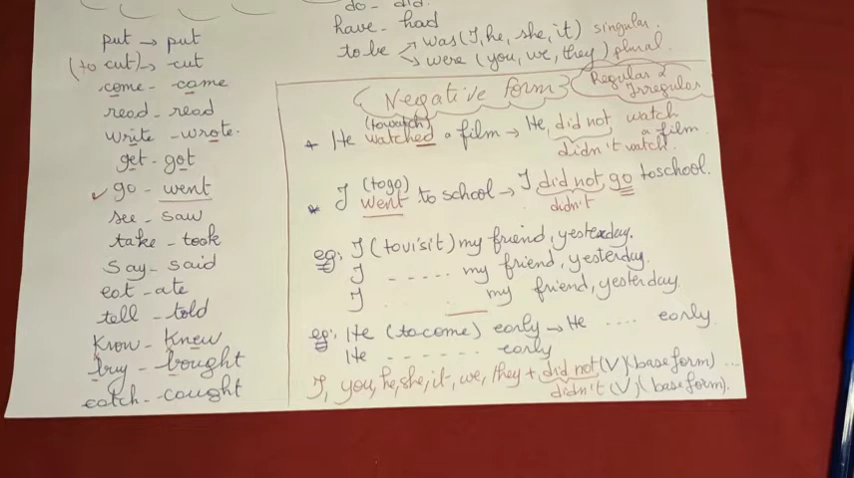 put → put
(to cut) → cut
come - came
read - read
write - wrote.
get - got
✓ go - went
see - saw
take - took
say - said
eat - ate
tell - told
know - knew
buy - bought
catch - caught
do - did.
have - had
to be
was (I, he, she, it) singular.
were (you, we, they) plural.
Negative form
Regular &
Irregular
(to watch)
* He watched a film → He did not watch a film.
didn't watch.
(to go)
* I went to school → I did not go to school.
didn't
eg: I (to visit) my friend, yesterday.
I ..... my friend, yesterday.
I . my friend, yesterday.
eg: He (to come) early → He .... early
He ...... early
I, you, he, she, it, we, they + did not (V) (base form) ...
didn't (V) (base form).